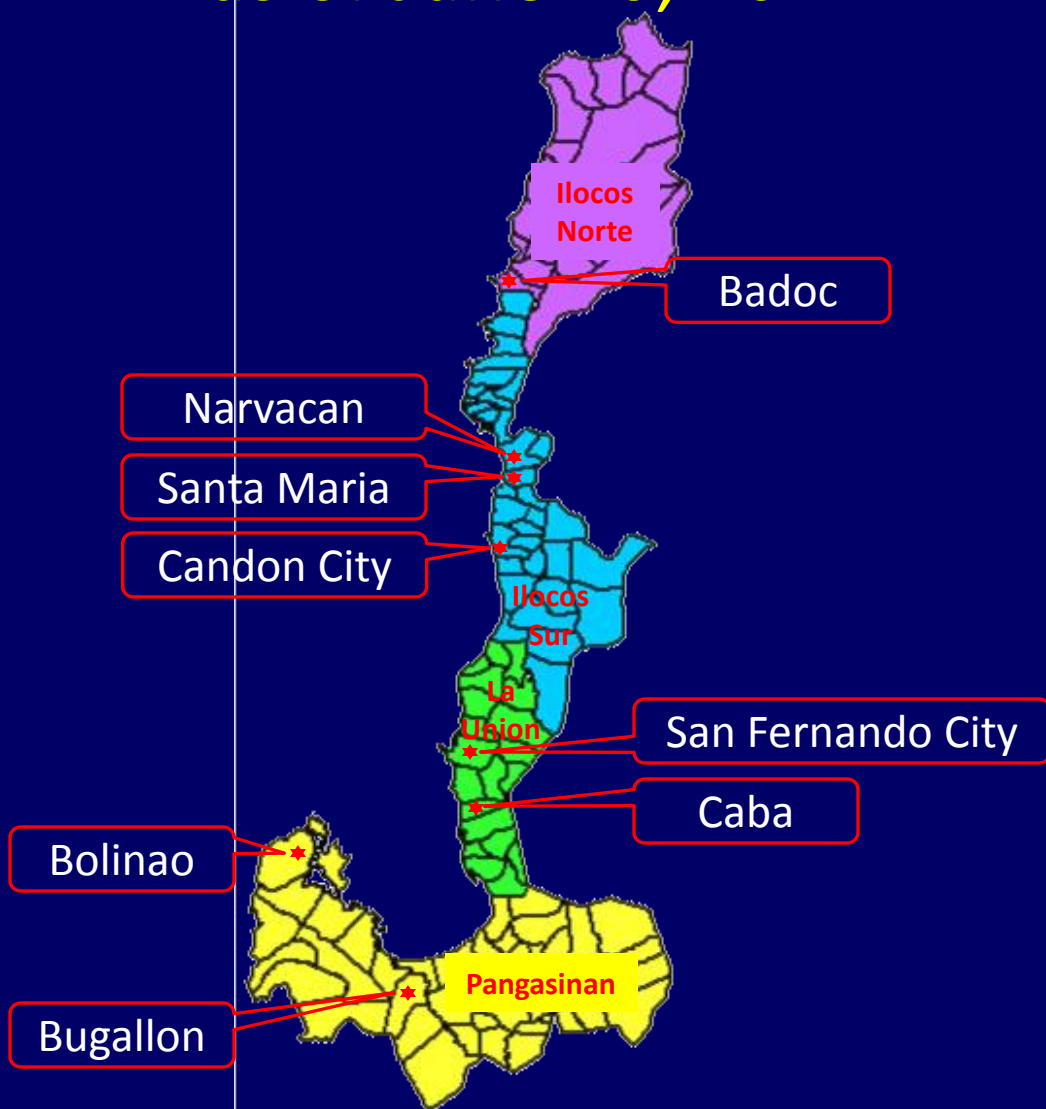 Ilocos
Norte
Badoc
Narvacan
Santa Maria
Candon City
Ilocos
Sur
La
Union
San Fernando City
Caba
Bolinao
Pangasinan
Bugallon